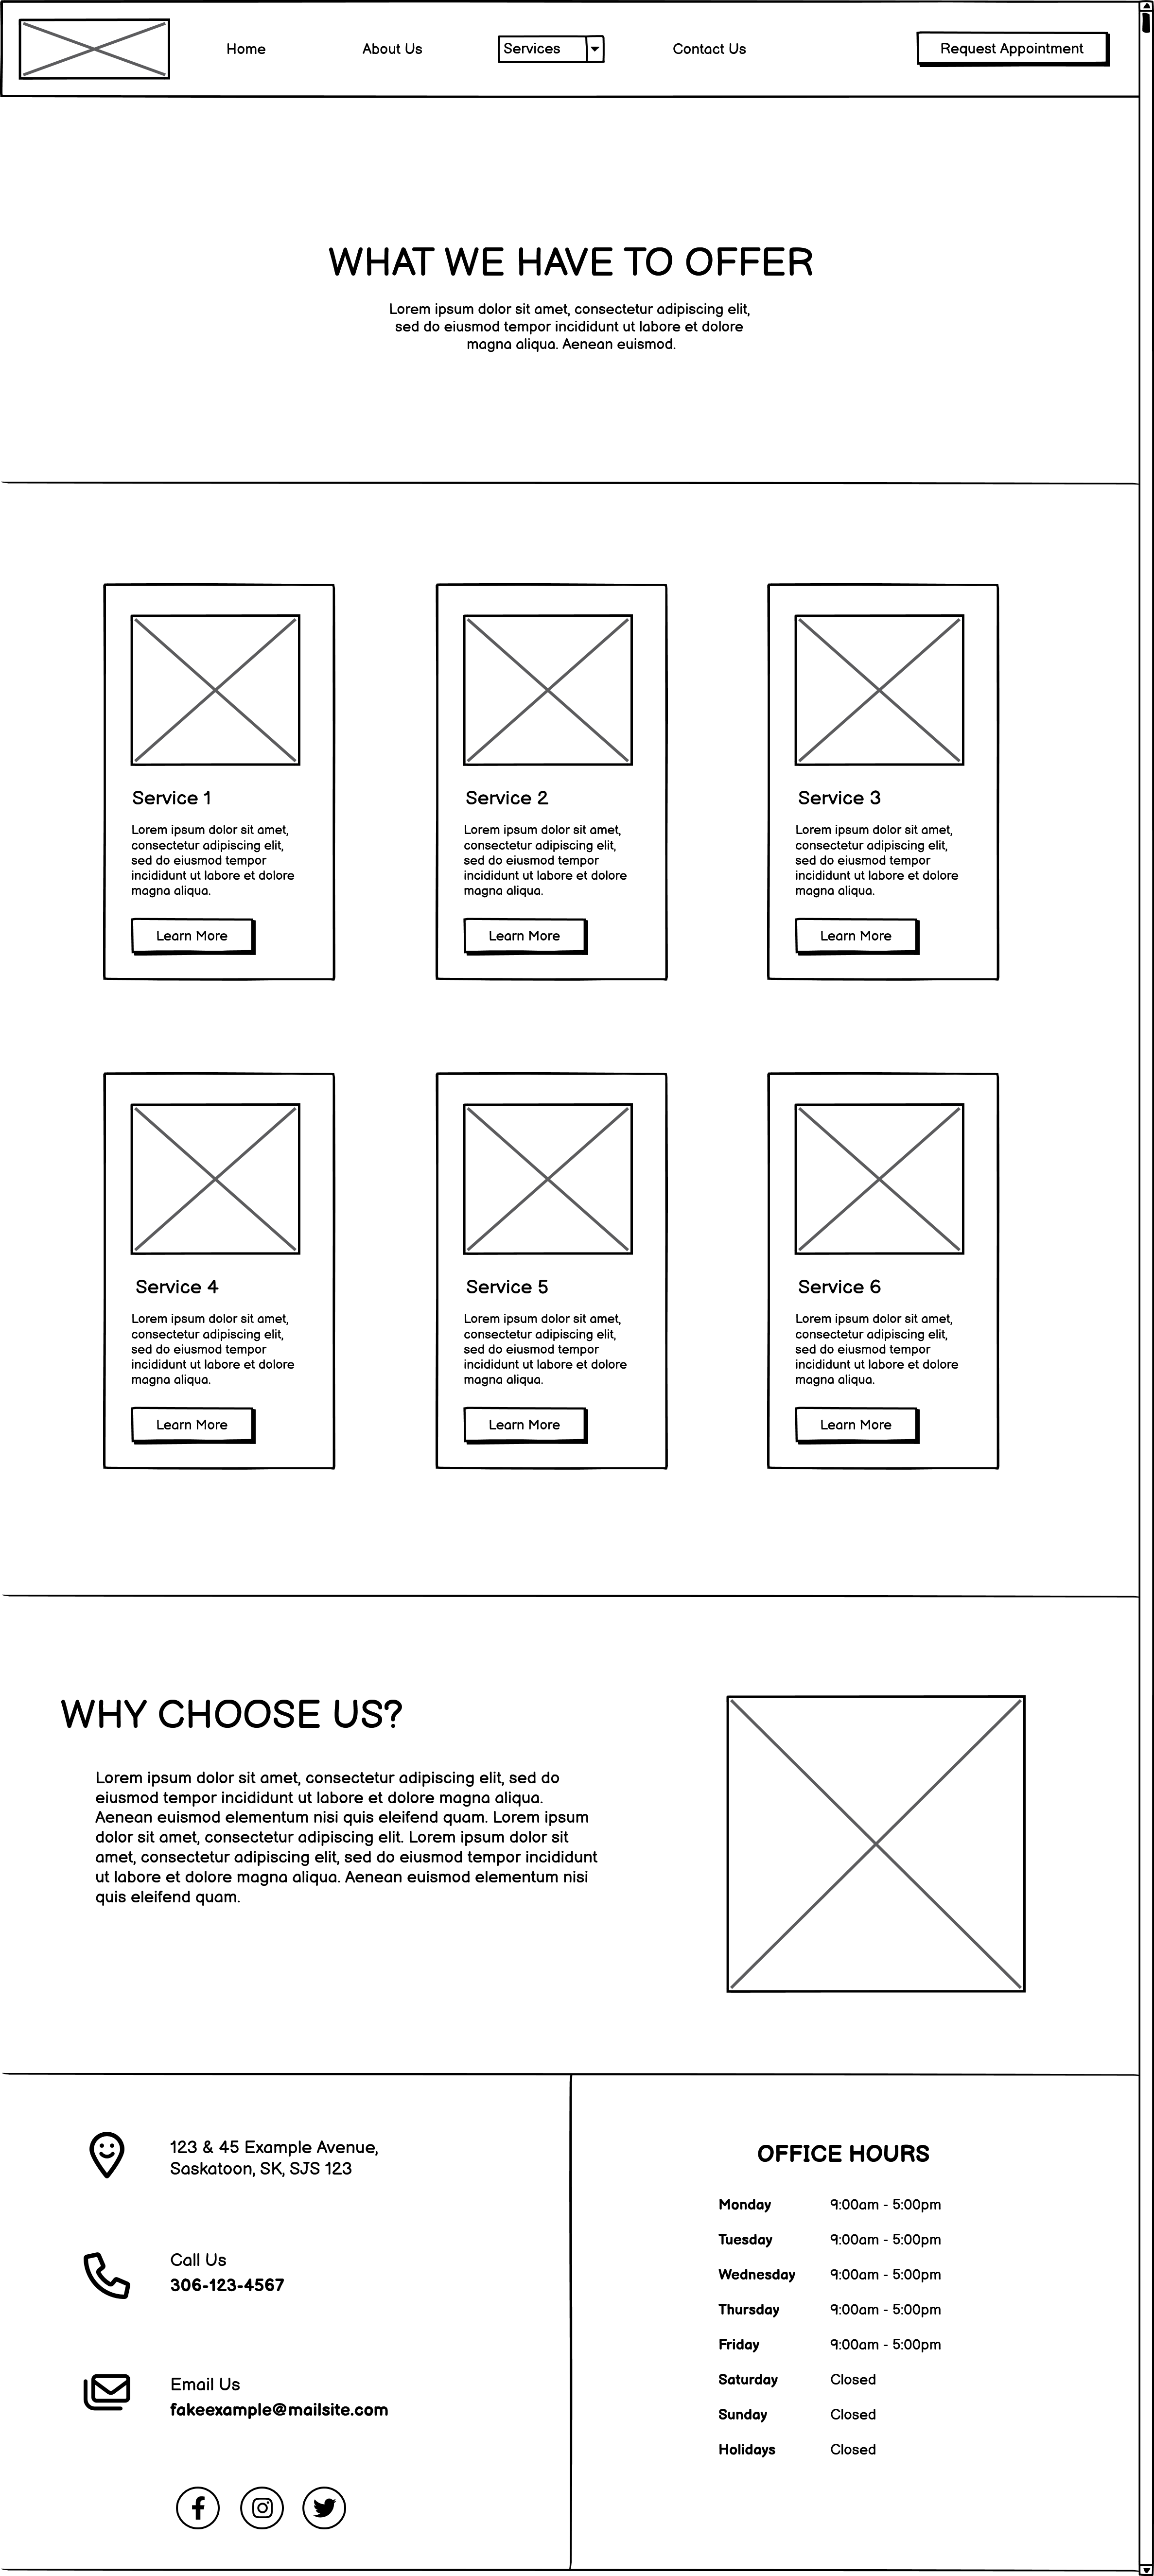 Home
About Us
Services
Contact Us
Request Appointment
WHAT WE HAVE TO OFFER
Lorem ipsum dolor sit amet, consectetur adipiscing elit,
sed do eiusmod tempor incididunt ut labore et dolore
magna aliqua. Aenean euismod.
Service 1
Lorem ipsum dolor sit amet,
consectetur adipiscing elit,
sed do eiusmod tempor
incididunt ut labore et dolore
magna aliqua.
Learn More
Service 2
Lorem ipsum dolor sit amet,
consectetur adipiscing elit,
sed do eiusmod tempor
incididunt ut labore et dolore
magna aliqua.
Learn More
Service 3
Lorem ipsum dolor sit amet,
consectetur adipiscing elit,
sed do eiusmod tempor
incididunt ut labore et dolore
magna aliqua.
Learn More
Service 4
Lorem ipsum dolor sit amet,
consectetur adipiscing elit,
sed do eiusmod tempor
incididunt ut labore et dolore
magna aliqua.
Learn More
Service 5
Lorem ipsum dolor sit amet,
consectetur adipiscing elit,
sed do eiusmod tempor
incididunt ut labore et dolore
magna aliqua.
Learn More
Service 6
Lorem ipsum dolor sit amet,
consectetur adipiscing elit,
sed do eiusmod tempor
incididunt ut labore et dolore
magna aliqua.
Learn More
WHY CHOOSE US?
Lorem ipsum dolor sit amet, consectetur adipiscing elit, sed do
eiusmod tempor incididunt ut labore et dolore magna aliqua.
Aenean euismod elementum nisi quis eleifend quam. Lorem ipsum
dolor sit amet, consectetur adipiscing elit. Lorem ipsum dolor sit
amet, consectetur adipiscing elit, sed do eiusmod tempor incididunt
ut labore et dolore magna aliqua. Aenean euismod elementum nisi
quis eleifend quam.
123 & 45 Example Avenue,
Saskatoon, SK, SJS 123
Call Us
306-123-4567
Email Us
fakeexample@mailsite.com
OFFICE HOURS
Monday 9:00am - 5:00pm
Tuesday 9:00am - 5:00pm
Wednesday 9:00am - 5:00pm
Thursday 9:00am - 5:00pm
Friday 9:00am - 5:00pm
Saturday Closed
Sunday Closed
Holidays Closed